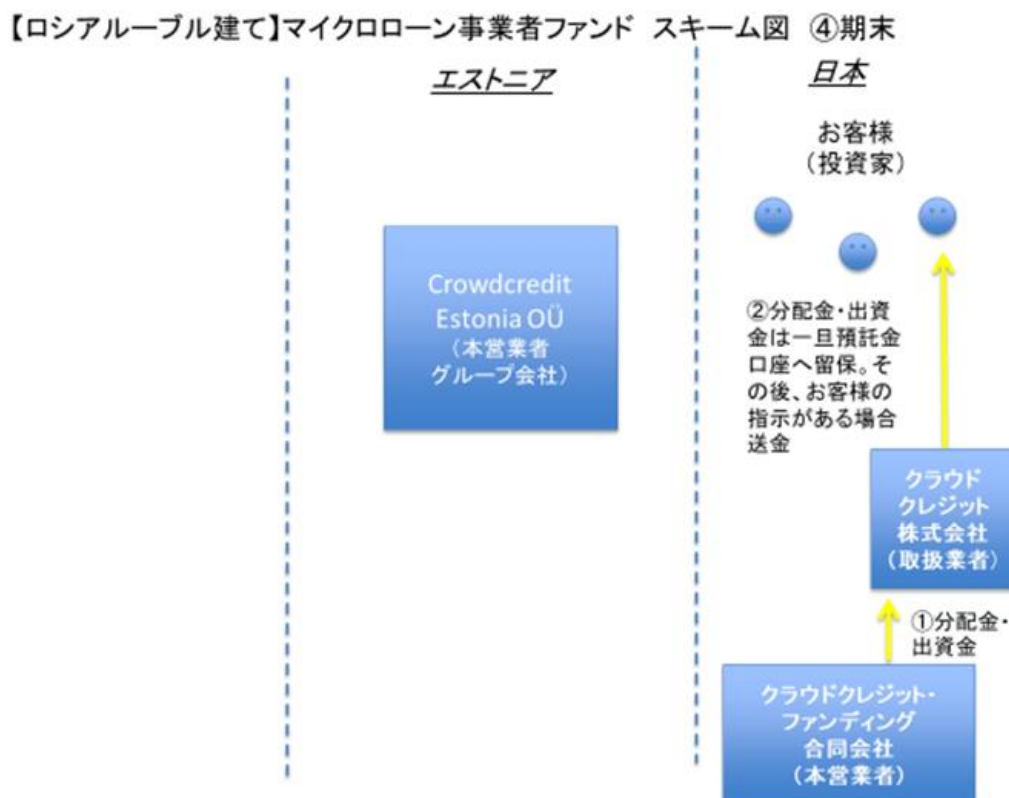 【ロシアルーブル建て】マイクロローン事業者ファンド スキーム図 ④期末
エストニア
日本
お客様
（投資家）
Crowdcredit
Estonia OÜ
（本営業者
グループ会社）
②分配金・出資
金は一旦預託金
口座へ留保。そ
の後、お客様の
指示がある場合
送金
クラウド
クレジット
株式会社
（取扱業者）
①分配金・
出資金
クラウドクレジット・
ファンディング
合同会社
（本営業者）